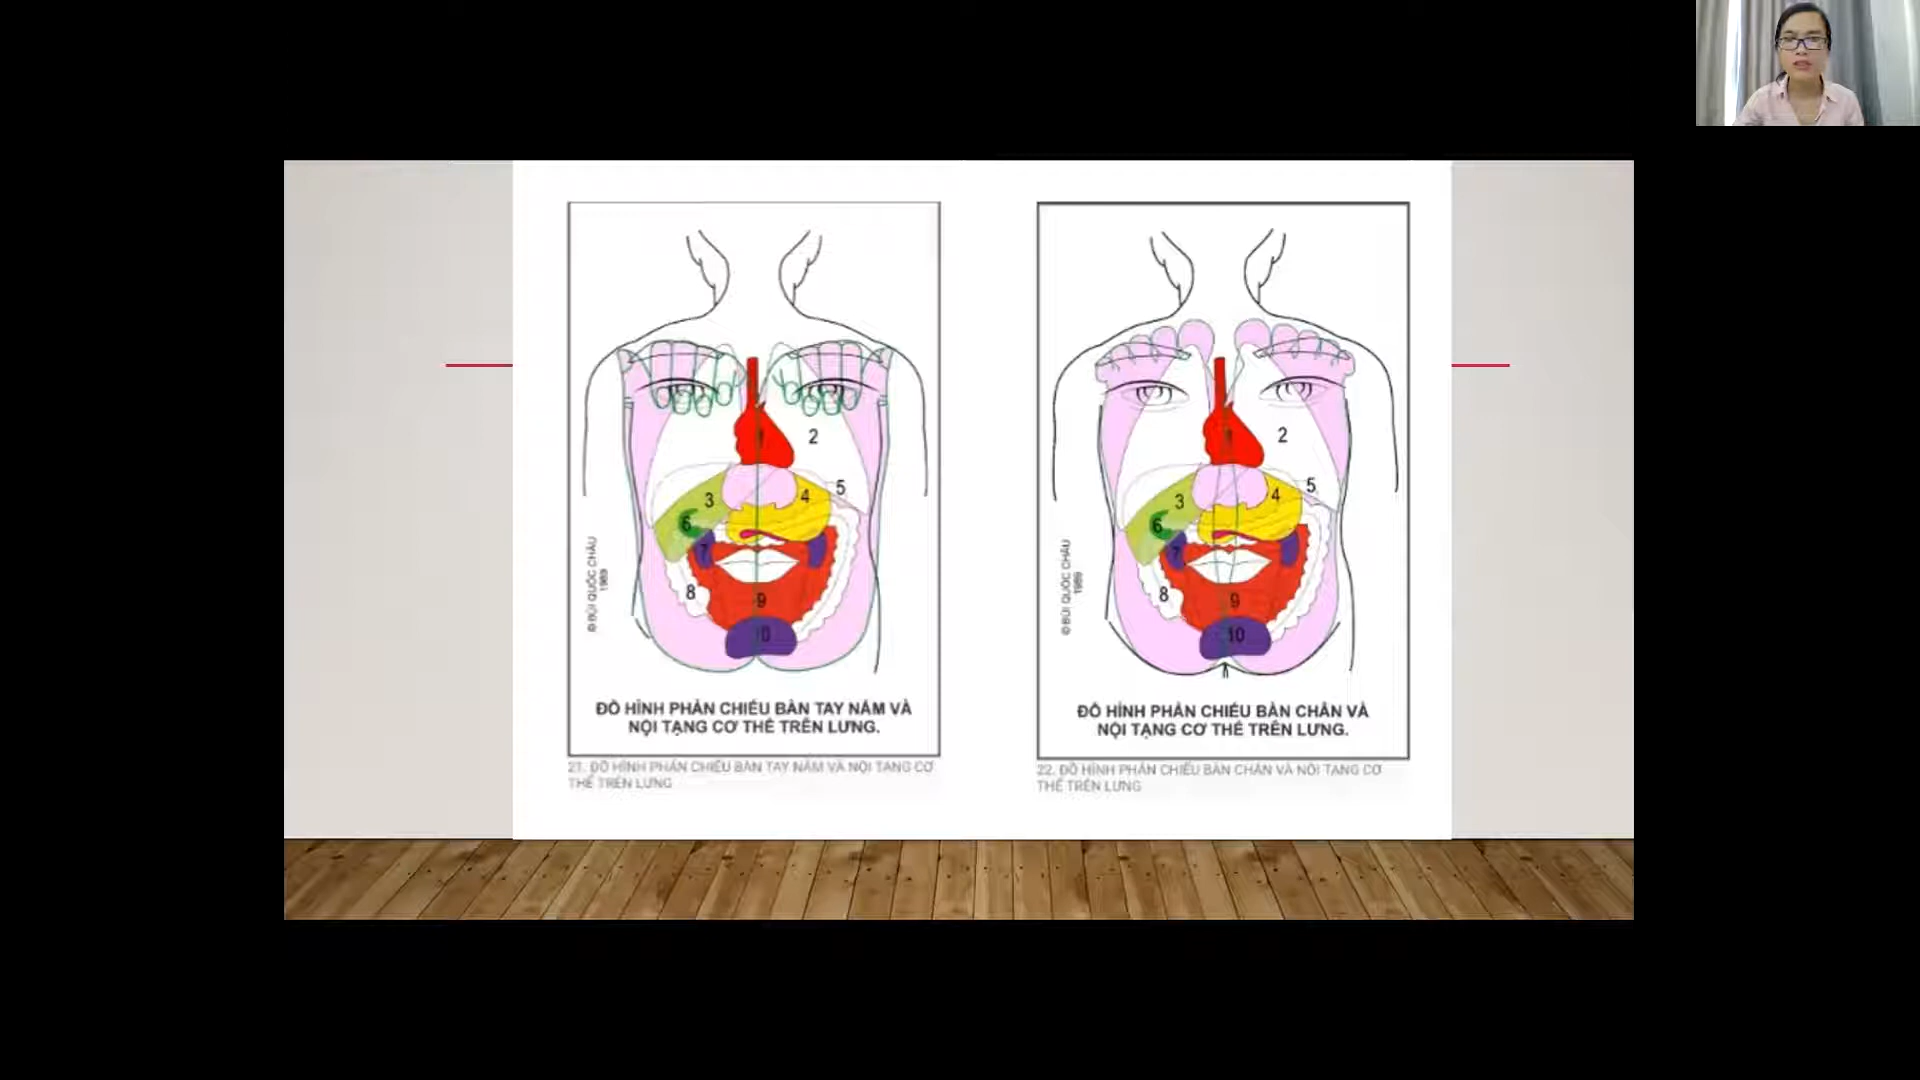 1
2
3
4
5
6
7
8
9
10
© BÙI QUỐC CHÂU
1989
ĐỒ HÌNH PHẢN CHIẾU BÀN TAY NẮM VÀ
NỘI TẠNG CƠ THỂ TRÊN LƯNG.
21. ĐỒ HÌNH PHẢN CHIẾU BÀN TAY NẮM VÀ NỘI TẠNG CƠ
THỂ TRÊN LƯNG
1
2
3
4
5
6
7
8
9
10
© BÙI QUỐC CHÂU
1989
ĐỒ HÌNH PHẢN CHIẾU BÀN CHÂN VÀ
NỘI TẠNG CƠ THỂ TRÊN LƯNG.
22. ĐỒ HÌNH PHẢN CHIẾU BÀN CHÂN VÀ NỘI TẠNG CƠ
THỂ TRÊN LƯNG